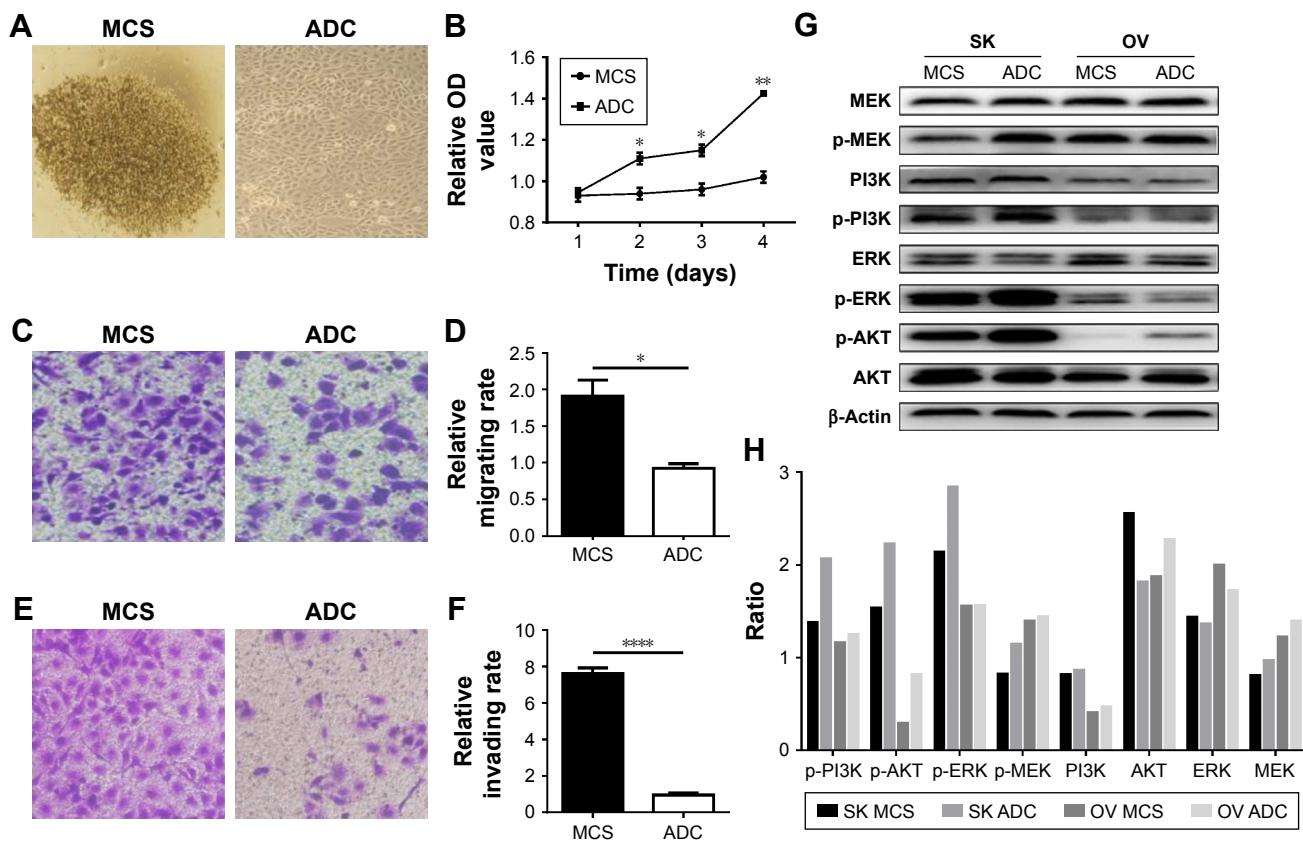 A
MCS
ADC
B
Relative OD
value
1.6
1.4
1.2
1.0
0.8
MCS
ADC
*
*
**
1
2
3
4
Time (days)
C
MCS
ADC
D
Relative
migrating rate
2.5
2.0
1.5
1.0
0.5
0.0
*
MCS
ADC
E
MCS
ADC
F
Relative
invading rate
10
8
6
4
2
0
****
MCS
ADC
G
SK
OV
MCS
ADC
MCS
ADC
MEK
p-MEK
PI3K
p-PI3K
ERK
p-ERK
p-AKT
AKT
β-Actin
H
Ratio
3
2
1
0
p-PI3K
p-AKT
p-ERK
p-MEK
PI3K
AKT
ERK
MEK
SK MCS
SK ADC
OV MCS
OV ADC